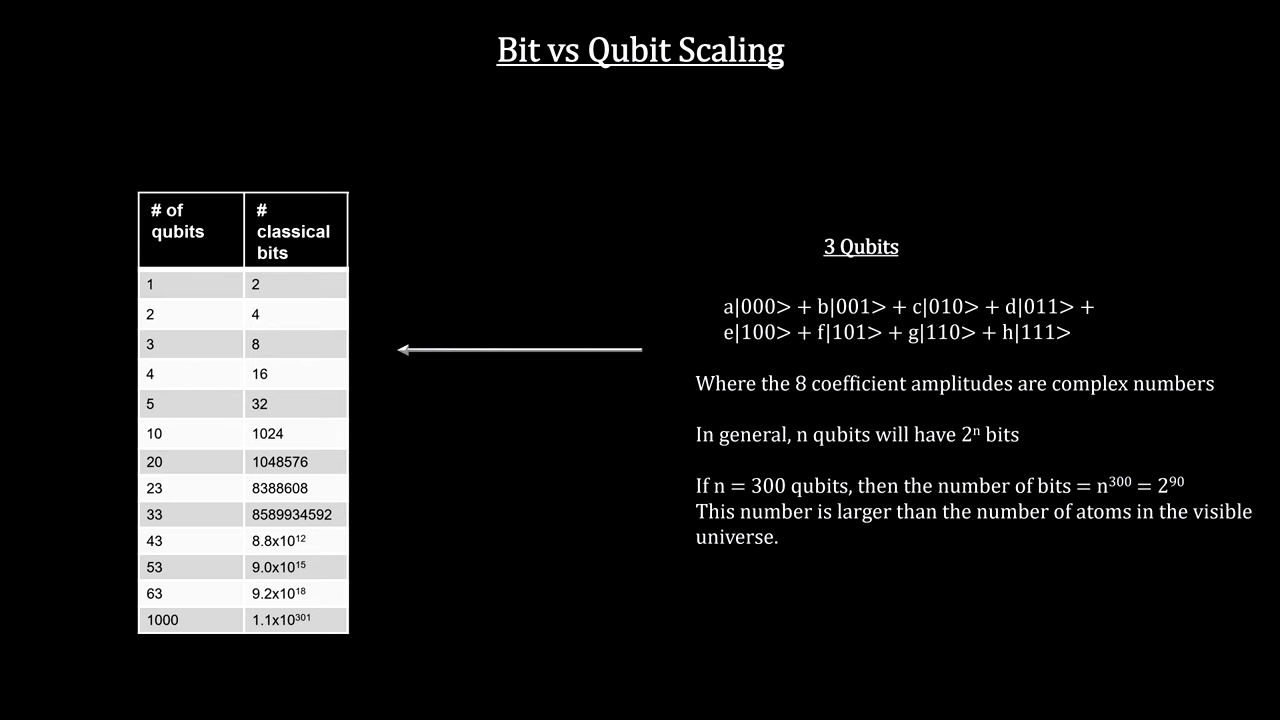 Bit vs Qubit Scaling
# of qubits # classical bits
1 2
2 4
3 8
4 16
5 32
10 1024
20 1048576
23 8388608
33 8589934592
43 8.8x10¹²
53 9.0x10¹⁵
63 9.2x10¹⁸
1000 1.1x10³⁰¹
3 Qubits
a|000> + b|001> + c|010> + d|011> +
e|100> + f|101> + g|110> + h|111>
Where the 8 coefficient amplitudes are complex numbers
In general, n qubits will have 2ⁿ bits
If n = 300 qubits, then the number of bits = n³⁰⁰ = 2⁹⁰
This number is larger than the number of atoms in the visible
universe.